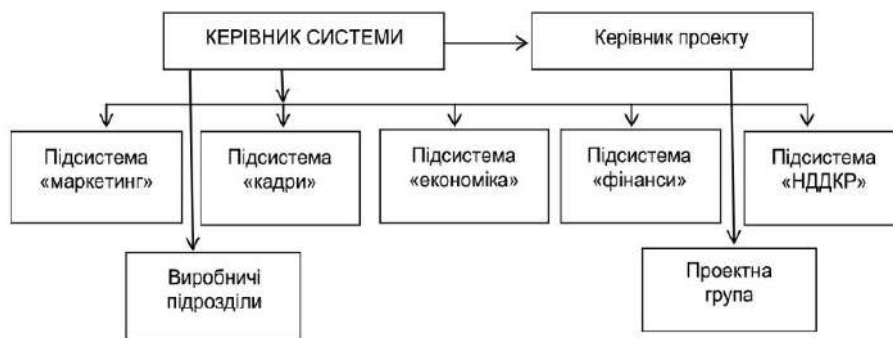 КЕРІВНИК СИСТЕМИ
Керівник проекту
Підсистема
«маркетинг»
Підсистема
«кадри»
Підсистема
«економіка»
Підсистема
«фінанси»
Підсистема
«НДДКР»
Виробничі
підрозділи
Проектна
група